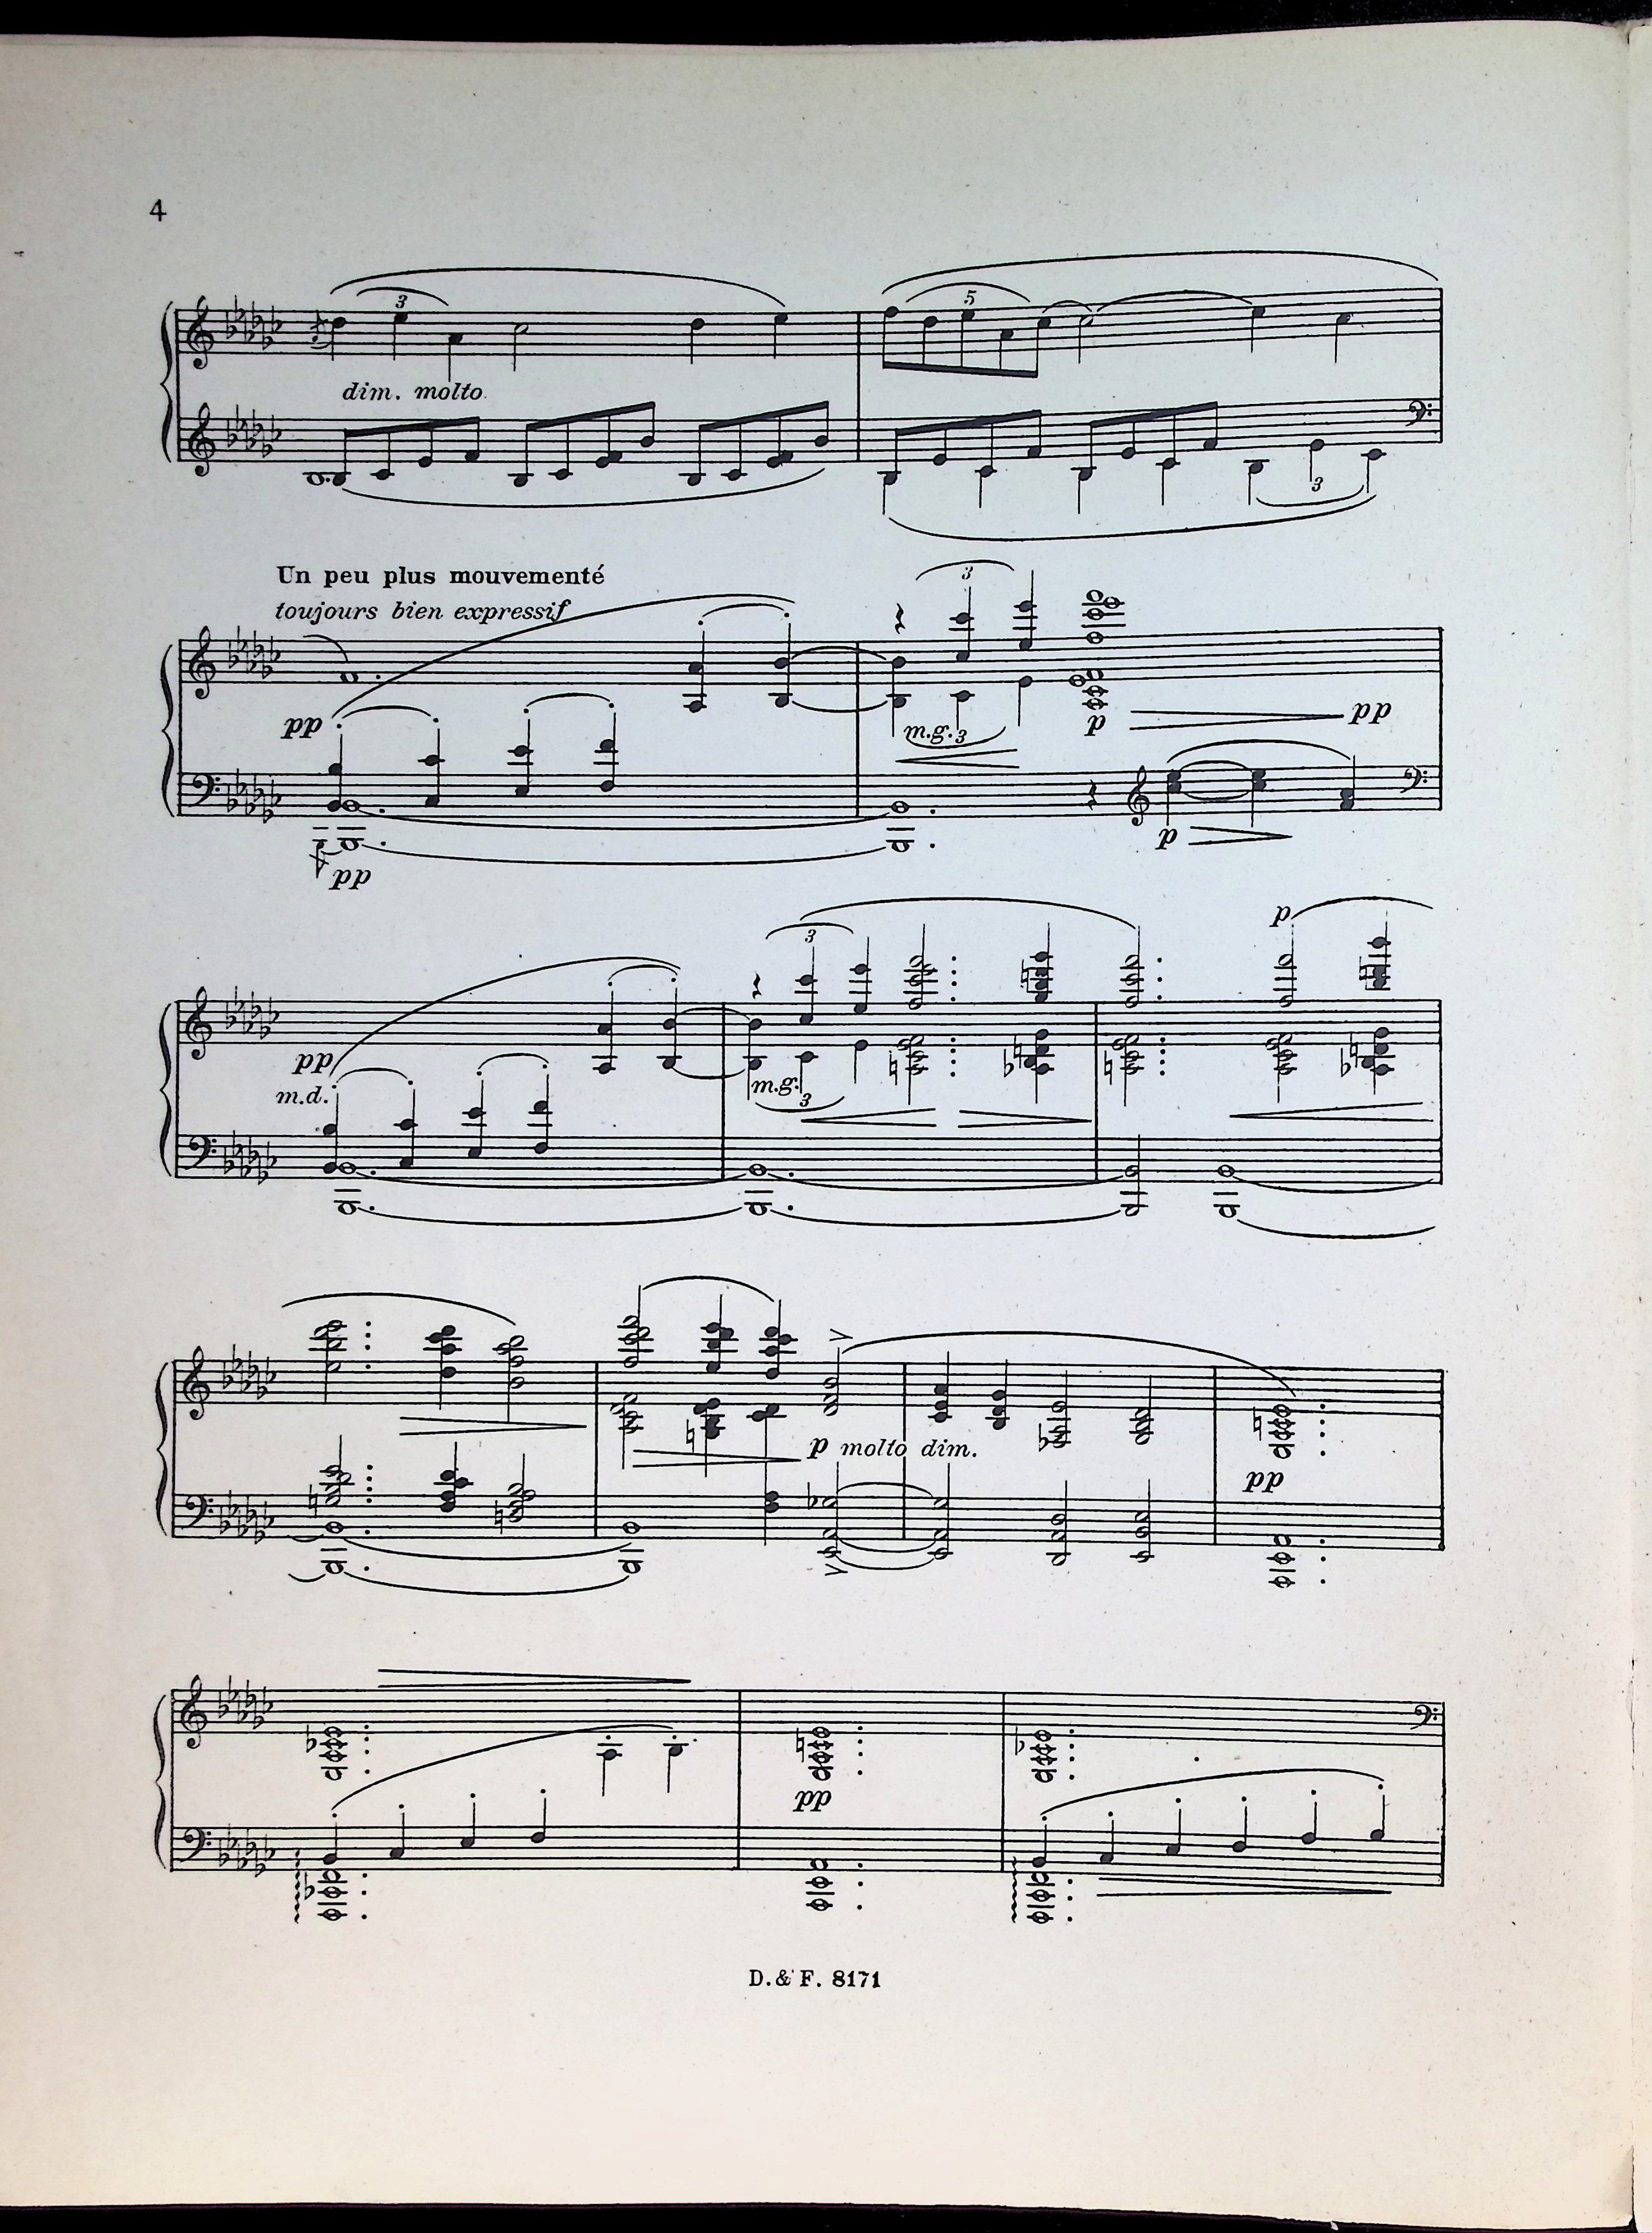 4
3
5
dim. molto
3
Un peu plus mouvementé
toujours bien expressif
3
pp
m.g. 3
p
pp
p
pp
p
3
pp
m.d.
m.g.
3
p molto dim.
pp
pp
D. & F. 8171